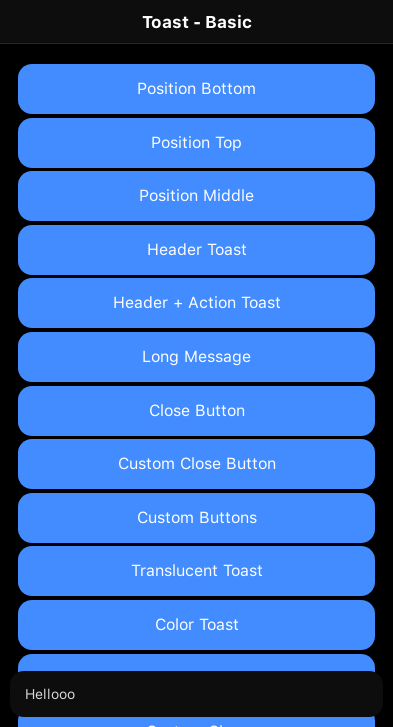 Toast - Basic
Position Bottom
Position Top
Position Middle
Header Toast
Header + Action Toast
Long Message
Close Button
Custom Close Button
Custom Buttons
Translucent Toast
Color Toast
Hellooo